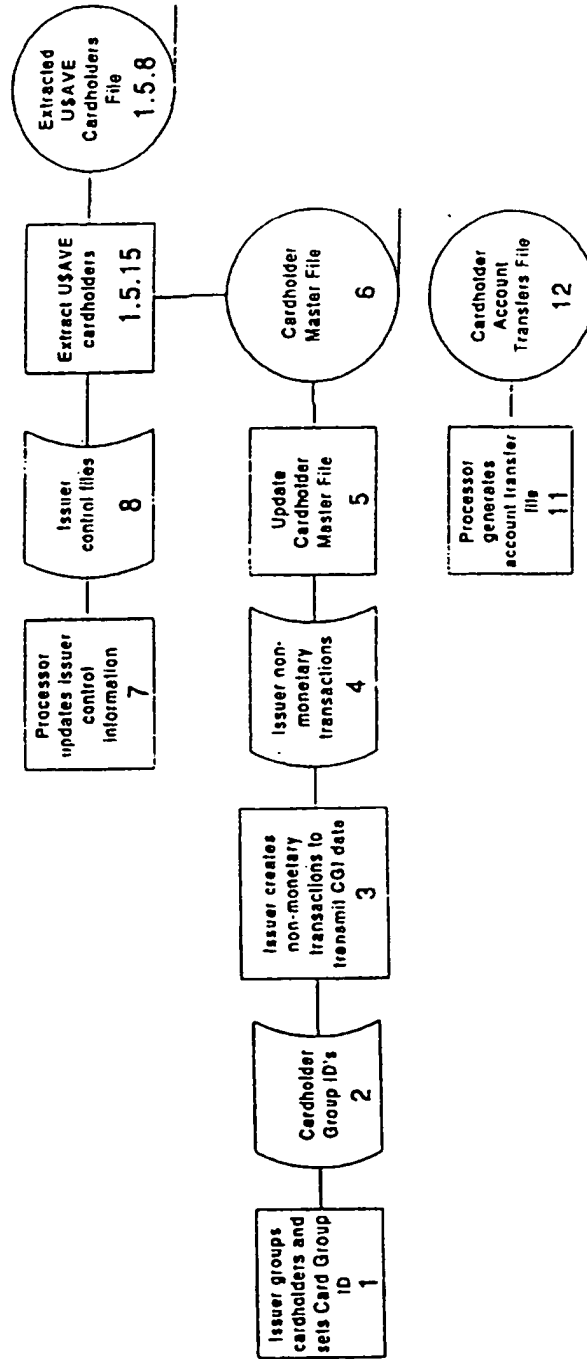 Processor
updates issuer
control
information
7
Issuer
control files
8
Extract U$AVE
cardholders
1.5.15
Extracted
U$AVE
Cardholders
File
1.5.8
Issuer groups
cardholders and
sets Card Group
ID
1
Cardholder
Group ID's
2
Issuer creates
non-monetary
transactions to
transmit CGI data
3
Issuer non-
monetary
transactions
4
Update
Cardholder
Master File
5
Cardholder
Master File
6
Processor
generates
account transfer
file
11
Cardholder
Account
Transfers File
12